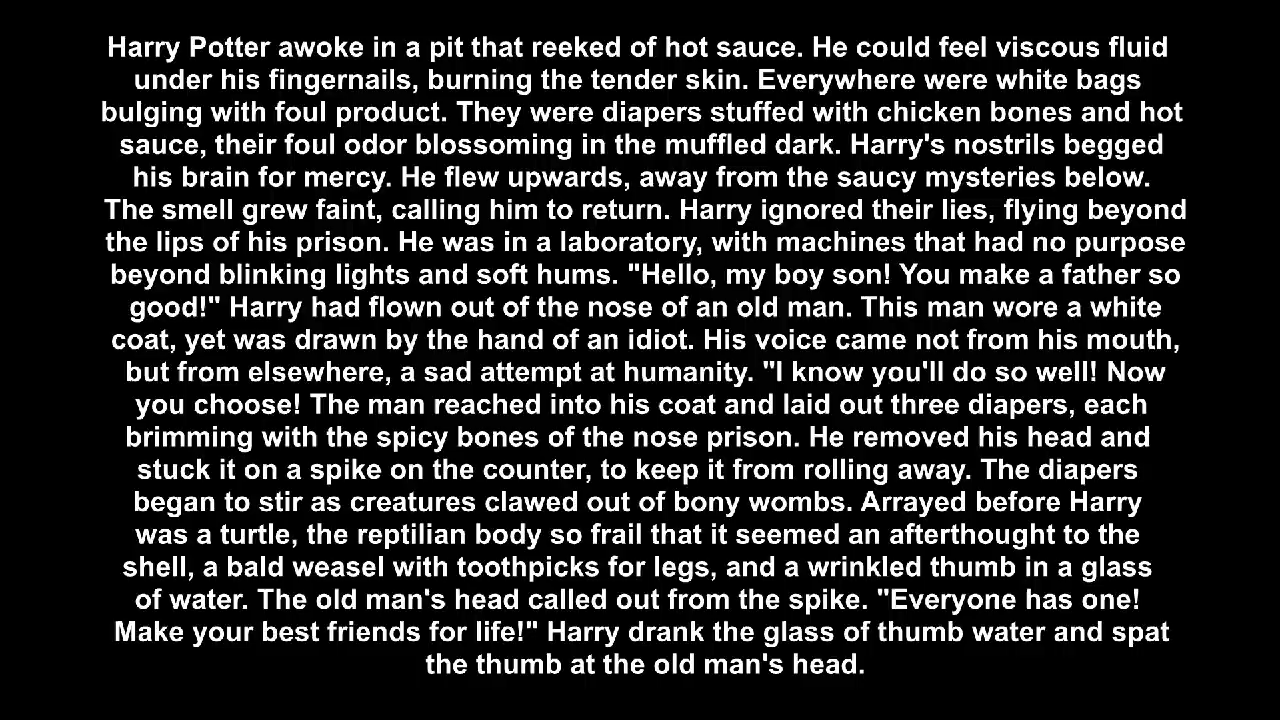 Harry Potter awoke in a pit that reeked of hot sauce. He could feel viscous fluid
under his fingernails, burning the tender skin. Everywhere were white bags
bulging with foul product. They were diapers stuffed with chicken bones and hot
sauce, their foul odor blossoming in the muffled dark. Harry's nostrils begged
his brain for mercy. He flew upwards, away from the saucy mysteries below.
The smell grew faint, calling him to return. Harry ignored their lies, flying beyond
the lips of his prison. He was in a laboratory, with machines that had no purpose
beyond blinking lights and soft hums. "Hello, my boy son! You make a father so
good!" Harry had flown out of the nose of an old man. This man wore a white
coat, yet was drawn by the hand of an idiot. His voice came not from his mouth,
but from elsewhere, a sad attempt at humanity. "I know you'll do so well! Now
you choose! The man reached into his coat and laid out three diapers, each
brimming with the spicy bones of the nose prison. He removed his head and
stuck it on a spike on the counter, to keep it from rolling away. The diapers
began to stir as creatures clawed out of bony wombs. Arrayed before Harry
was a turtle, the reptilian body so frail that it seemed an afterthought to the
shell, a bald weasel with toothpicks for legs, and a wrinkled thumb in a glass
of water. The old man's head called out from the spike. "Everyone has one!
Make your best friends for life!" Harry drank the glass of thumb water and spat
the thumb at the old man's head.